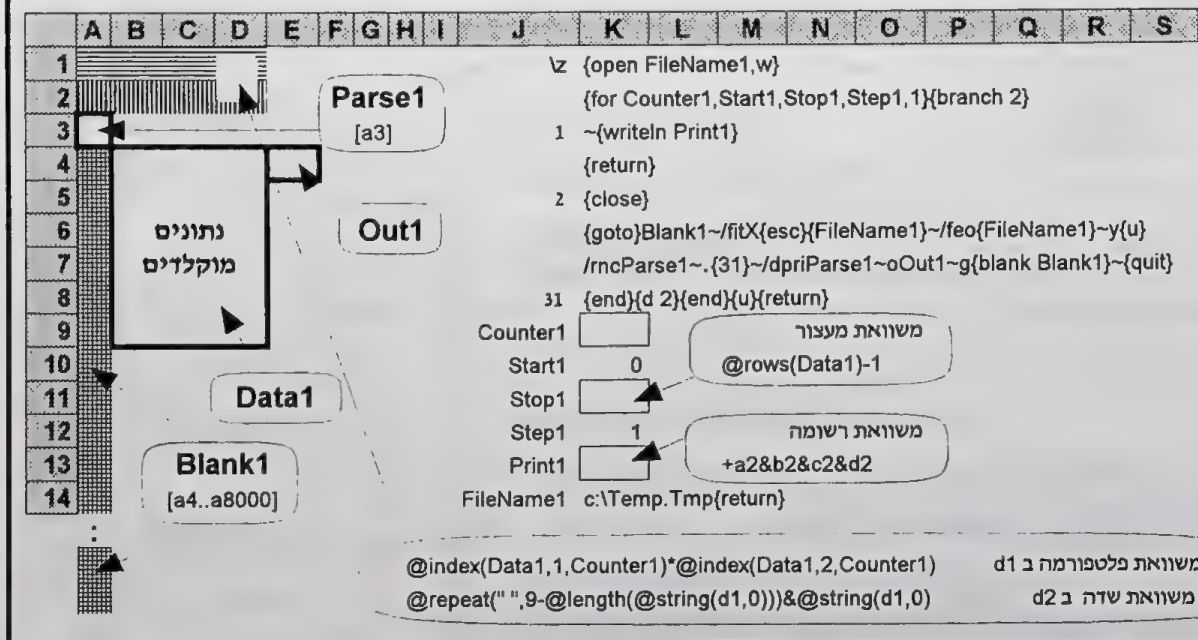 A B C D E F G H I J K L M N O P Q R S
1 \z {open FileName1,w}
2 {for Counter1,Start1,Stop1,Step1,1}{branch 2}
Parse1
[a3]
3 1 ~{writeln Print1}
4 {return}
5 2 {close}
6 {goto}Blank1~/fitX{esc}{FileName1}~/feo{FileName1}~y{u}
נתונים
מוקלדים
Out1
7 /rncParse1~.{31}~/dpriParse1~oOut1~g{blank Blank1}~{quit}
8 31 {end}{d 2}{end}{u}{return}
9 Counter1
משוואת מעצור
10 Start1 0 @rows(Data1)-1
11 Stop1
Data1
12 Step1 1
משוואת רשומה
13 Print1 +a2&b2&c2&d2
Blank1
[a4..a8000]
14 FileName1 c:\Temp.Tmp{return}
:
@index(Data1,1,Counter1)*@index(Data1,2,Counter1) משוואת פלטפורמה ב d1
@repeat(" ",9-@length(@string(d1,0)))&@string(d1,0) משוואת שדה ב d2